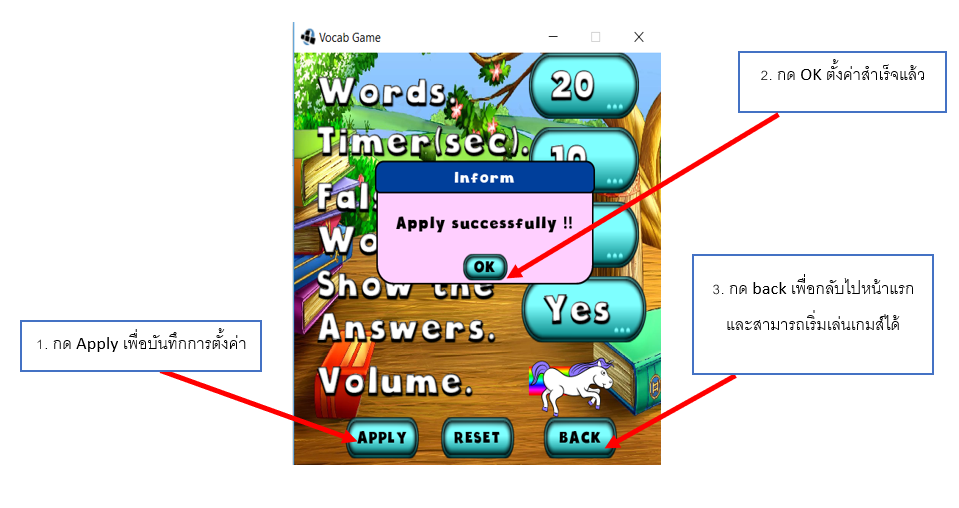 Vocab Game
Words.
20
...
Timer(sec).
10
...
Inform
Apply successfully !!
OK
...
Show the
Answers.
Yes
...
Volume.
APPLY
RESET
BACK
1. กด Apply เพื่อบันทึกการตั้งค่า
2. กด OK ตั้งค่าสำเร็จแล้ว
3. กด back เพื่อกลับไปหน้าแรก
และสามารถเริ่มเล่นเกมส์ได้